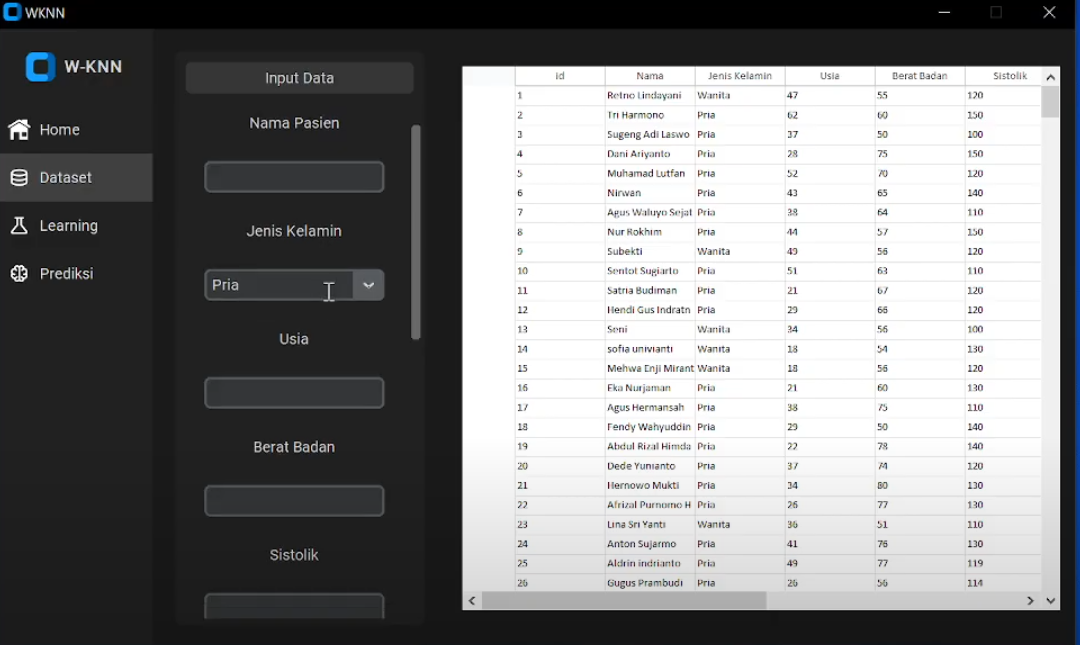 WKNN
W-KNN
Home
Dataset
Learning
Prediksi
Input Data
Nama Pasien
Jenis Kelamin
Pria
Usia
Berat Badan
Sistolik
id Nama Jenis Kelamin Usia Berat Badan Sistolik
1 Retno Lindayani Wanita 47 55 120
2 Tri Harmono Pria 62 60 150
3 Sugeng Adi Laswo Pria 37 50 100
4 Dani Ariyanto Pria 28 75 150
5 Muhamad Lutfan Pria 52 70 120
6 Nirwan Pria 43 65 140
7 Agus Waluyo Sejat Pria 38 64 110
8 Nur Rokhim Pria 44 57 150
9 Subekti Wanita 49 56 120
10 Sentot Sugiarto Pria 51 63 110
11 Satria Budiman Pria 21 67 120
12 Hendi Gus Indratn Pria 29 66 120
13 Seni Wanita 34 56 100
14 sofia univianti Wanita 18 54 130
15 Mehwa Enji Mirant Wanita 18 56 120
16 Eka Nurjaman Pria 21 60 130
17 Agus Hermansah Pria 38 75 110
18 Fendy Wahyuddin Pria 29 50 140
19 Abdul Rizal Himda Pria 22 78 140
20 Dede Yunianto Pria 37 74 120
21 Hernowo Mukti Pria 34 80 130
22 Afrizal Purnomo H Pria 26 77 130
23 Lina Sri Yanti Wanita 36 51 110
24 Anton Sujarmo Pria 41 76 130
25 Aldrin indrianto Pria 49 77 119
26 Gugus Prambudi Pria 26 56 114